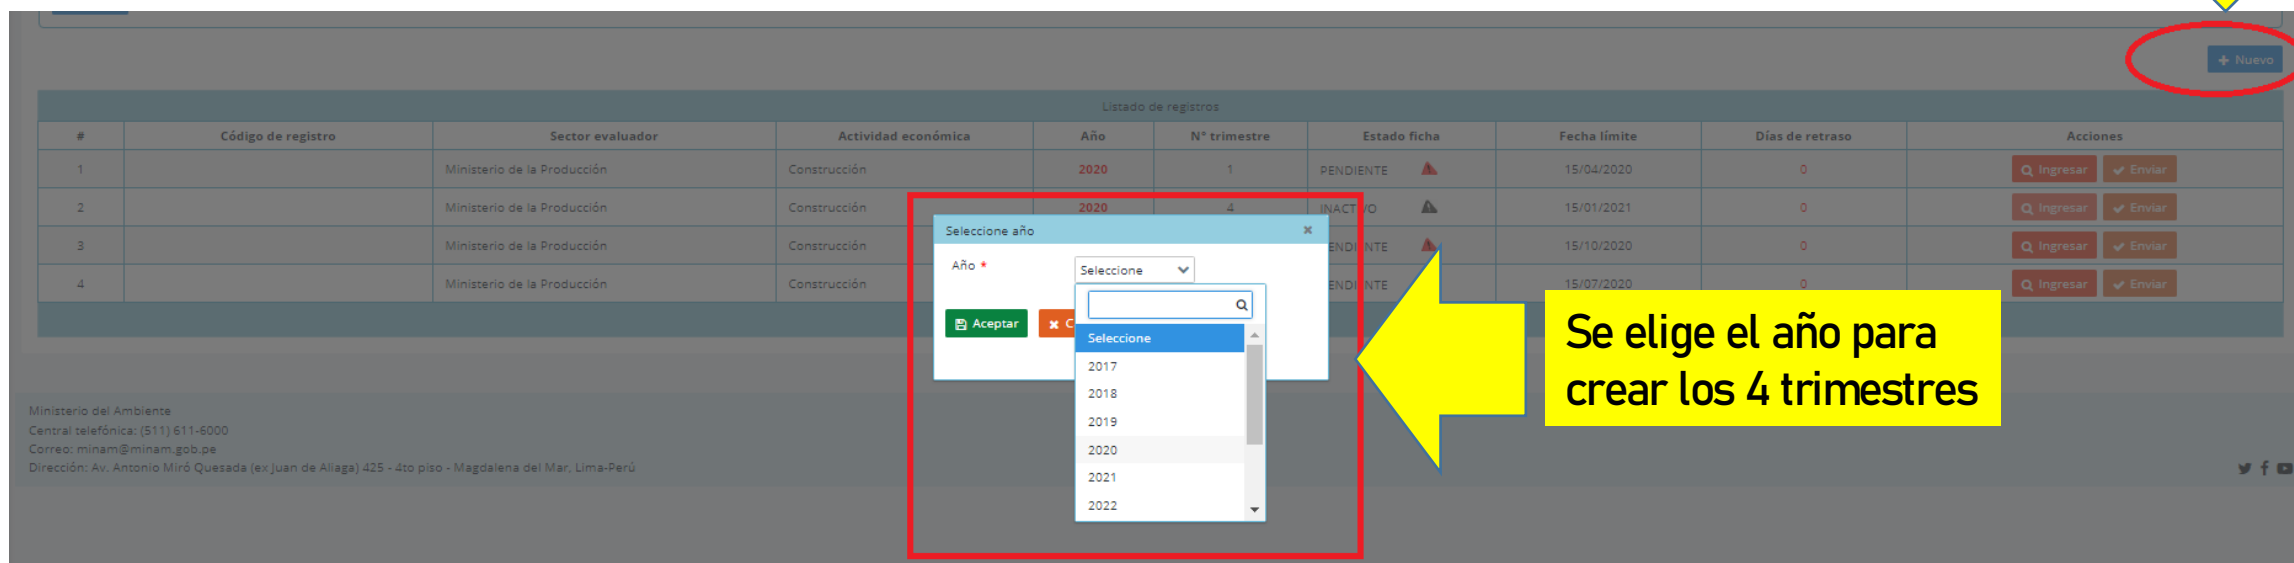 + Nuevo
Listado de registros
# Código de registro Sector evaluador Actividad económica Año N° trimestre Estado ficha Fecha límite Días de retraso Acciones
1 Ministerio de la Producción Construcción 2020 1 PENDIENTE 15/04/2020 0 Ingresar Enviar
2 Ministerio de la Producción Construcción 2020 4 15/01/2021 0 Ingresar Enviar
3 Ministerio de la Producción Construcción 15/10/2020 0 Ingresar Enviar
4 Ministerio de la Producción Construcción 15/07/2020 0 Ingresar Enviar
Seleccione año
Año *
Seleccione
Aceptar
Seleccione
2017
2018
2019
2020
2021
2022
Se elige el año para
crear los 4 trimestres
Ministerio del Ambiente
Central telefónica: (511) 611-6000
Correo: minam@minam.gob.pe
Dirección: Av. Antonio Miró Quesada (ex Juan de Aliaga) 425 - 4to piso - Magdalena del Mar, Lima-Perú